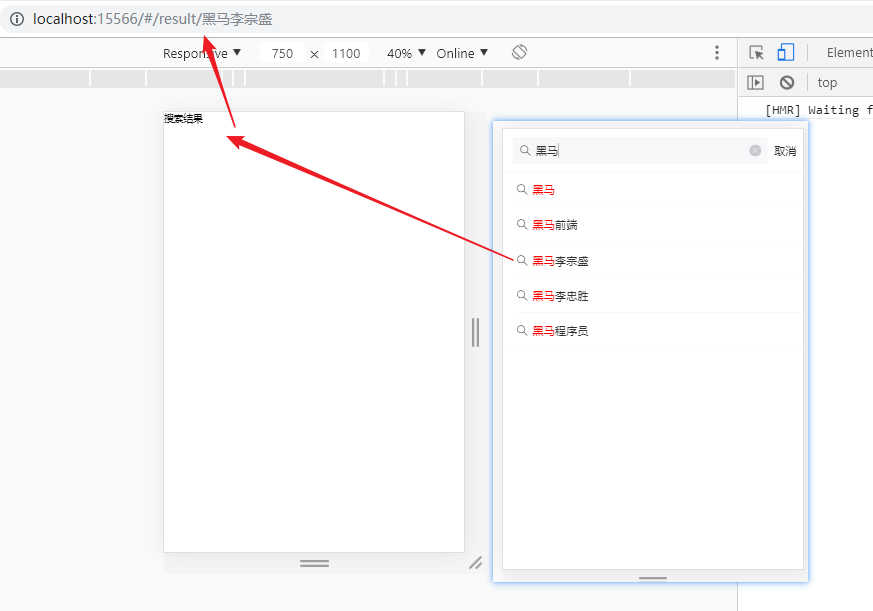 localhost:15566/#/result/黑马李宗盛
Responsive ▼ 750 × 1100 40% ▼ Online ▼
Element
top
[HMR] Waiting f
搜索结果
黑马 取消
黑马
黑马前端
黑马李宗盛
黑马李忠胜
黑马程序员